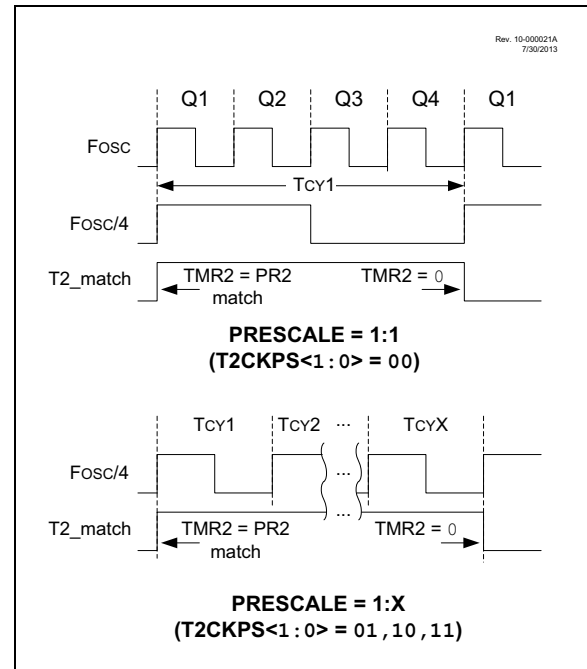 Rev. 10-000021A
7/30/2013
Q1 Q2 Q3 Q4 Q1
FOSC
TCY1
FOSC/4
T2_match
TMR2 = PR2
match
TMR2 = 0
PRESCALE = 1:1
(T2CKPS<1:0> = 00)
TCY1 TCY2 ... TCYX
FOSC/4
...
T2_match
...
TMR2 = PR2
match
TMR2 = 0
PRESCALE = 1:X
(T2CKPS<1:0> = 01,10,11)